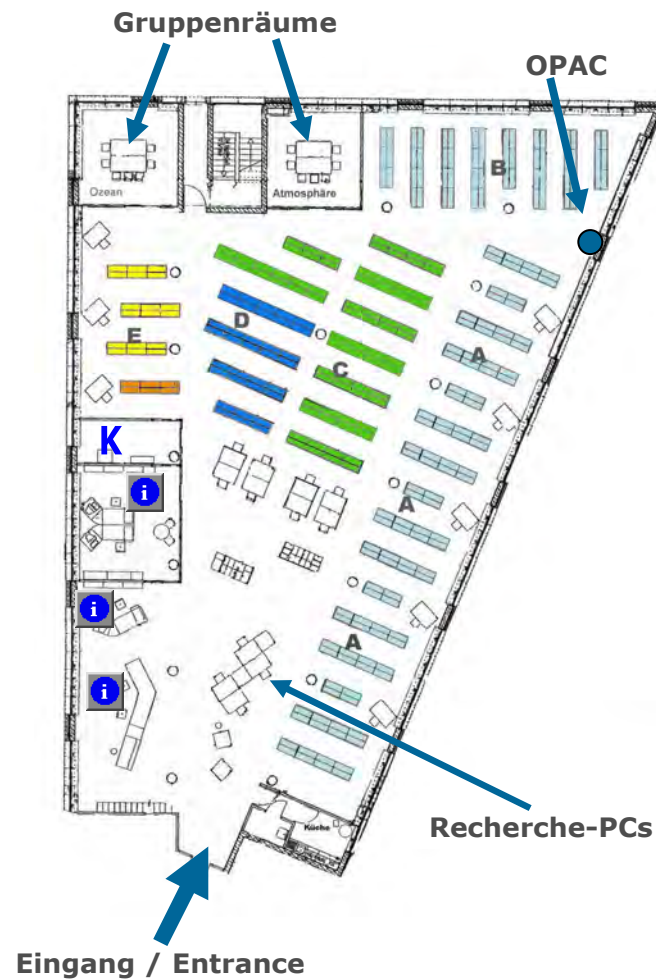 Gruppenräume
OPAC
Ozean
Atmosphäre
B
D
E
C
A
K
i
A
i
A
i
Recherche-PCs
Küche
Eingang / Entrance